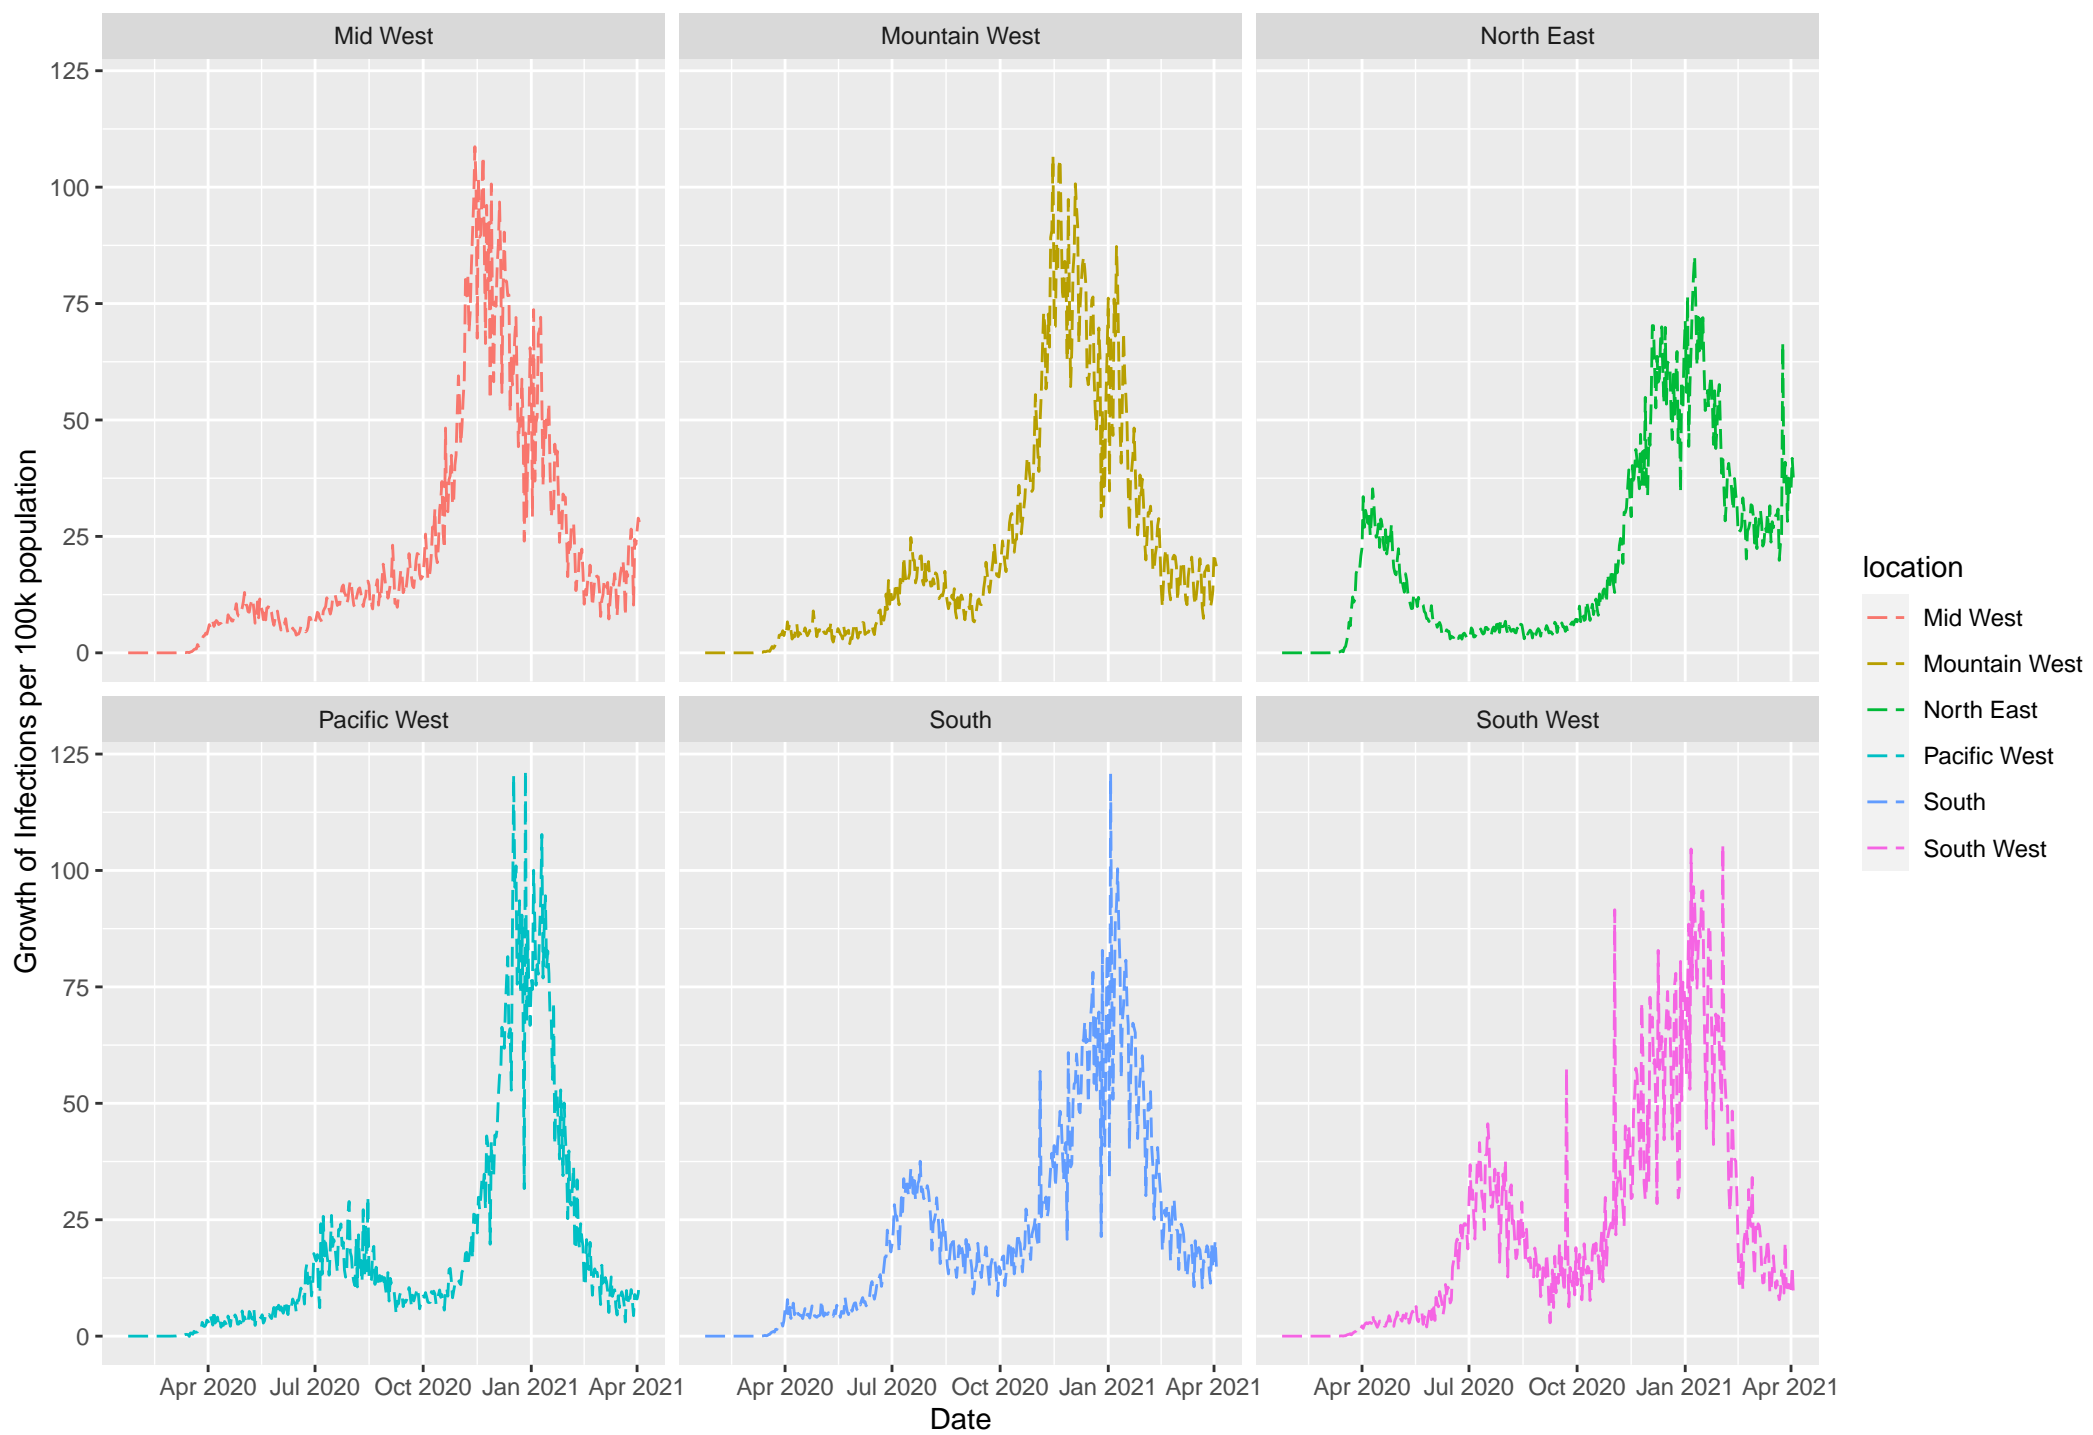 Mid West
Mountain West
North East
125
100
75
50
25
0
Growth of Infections per 100k population
Pacific West
South
South West
125
100
75
50
25
0
Apr 2020 Jul 2020 Oct 2020 Jan 2021 Apr 2021
Apr 2020 Jul 2020 Oct 2020 Jan 2021 Apr 2021
Apr 2020 Jul 2020 Oct 2020 Jan 2021 Apr 2021
Date
location
Mid West
Mountain West
North East
Pacific West
South
South West